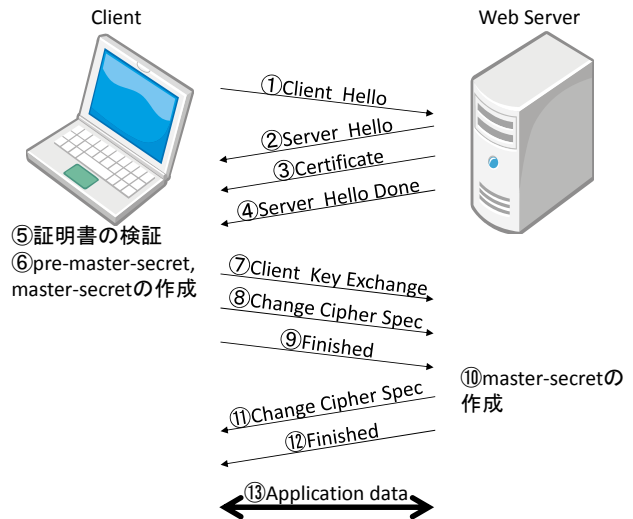 Client
Web Server
①Client Hello
②Server Hello
③Certificate
④Server Hello Done
⑤証明書の検証
⑥pre-master-secret,
master-secretの作成
⑦Client Key Exchange
⑧Change Cipher Spec
⑨Finished
⑩master-secretの
作成
⑪Change Cipher Spec
⑫Finished
⑬Application data